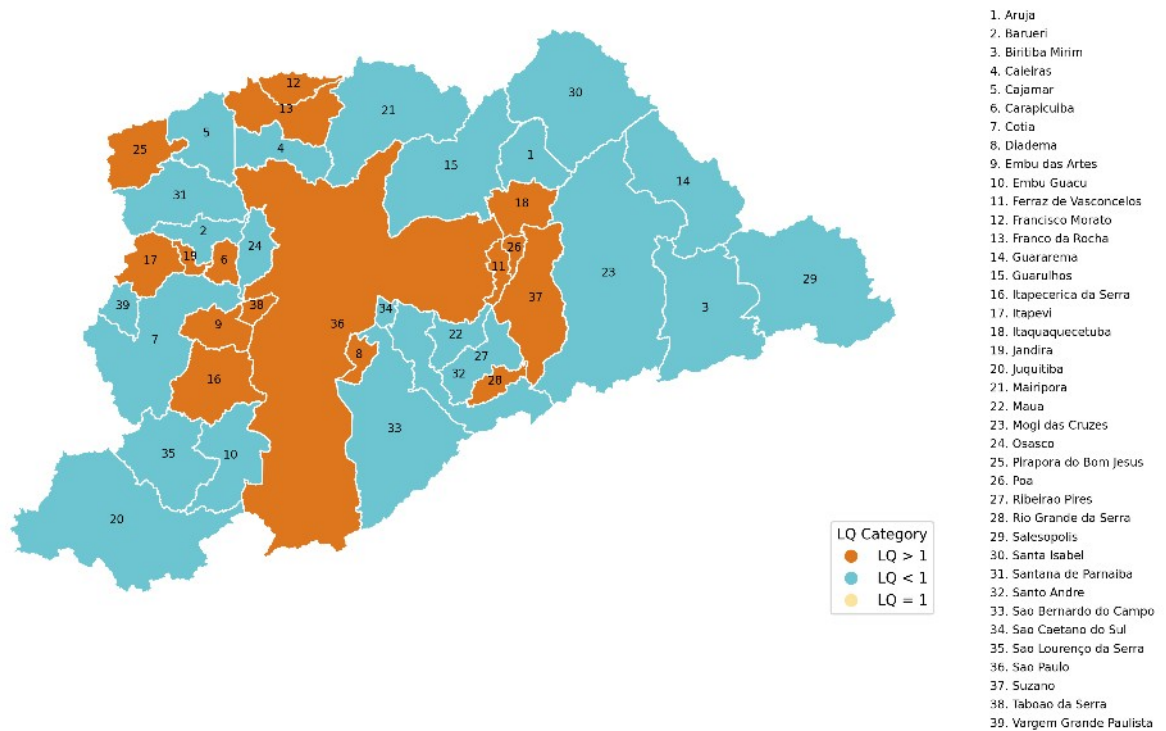 12
13
30
21
5
25
4
15
1
14
31
18
2
24
26
17
19
6
11
23
29
39
38
37
3
34
9
36
22
7
8
27
16
32
28
33
35
10
20
LQ Category
LQ > 1
LQ < 1
LQ = 1
1. Aruja
2. Barueri
3. Biritiba Mirim
4. Caieiras
5. Cajamar
6. Carapicuiba
7. Cotia
8. Diadema
9. Embu das Artes
10. Embu Guacu
11. Ferraz de Vasconcelos
12. Francisco Morato
13. Franco da Rocha
14. Guararema
15. Guarulhos
16. Itapecerica da Serra
17. Itapevi
18. Itaquaquecetuba
19. Jandira
20. Juquitiba
21. Mairipora
22. Maua
23. Mogi das Cruzes
24. Osasco
25. Pirapora do Bom Jesus
26. Poa
27. Ribeirao Pires
28. Rio Grande da Serra
29. Salesopolis
30. Santa Isabel
31. Santana de Parnaiba
32. Santo Andre
33. Sao Bernardo do Campo
34. Sao Caetano do Sul
35. Sao Lourenço da Serra
36. Sao Paulo
37. Suzano
38. Taboao da Serra
39. Vargem Grande Paulista